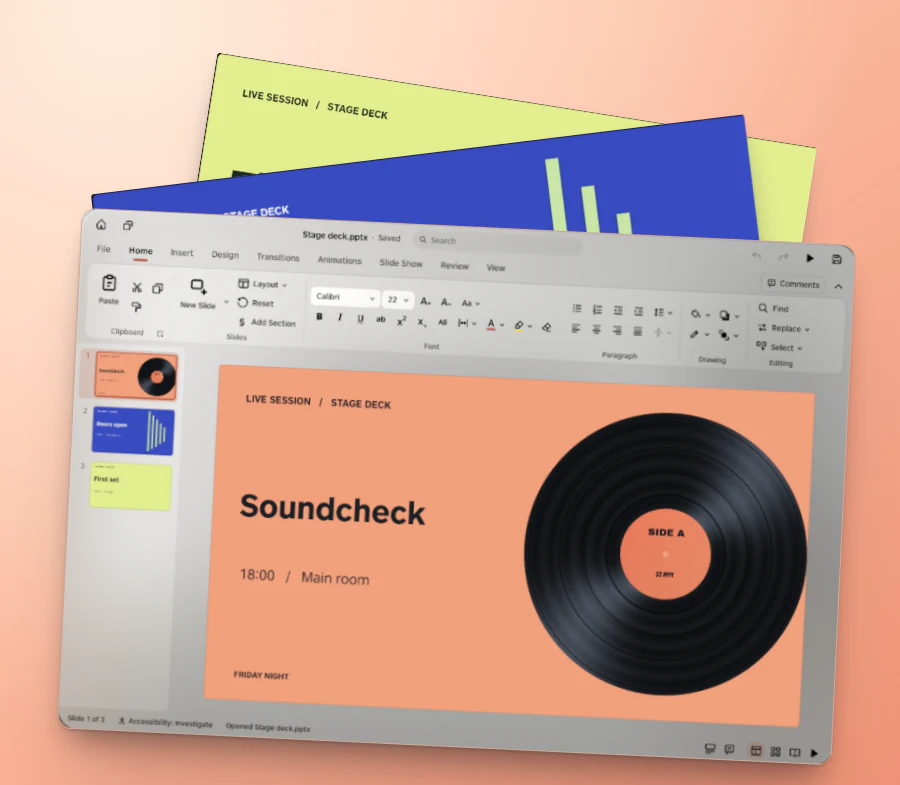 LIVE SESSION / STAGE DECK
STAGE DECK
Stage deck.pptx - Saved
Search
File Home Insert Design Transitions Animations Slide Show Review View
Comments
Paste
Clipboard
New Slide
Layout
Reset
Add Section
Slides
Calibri 22
Font
Paragraph
Drawing
Find
Replace
Select
Editing
1
Soundcheck
2
Doors open
3
First set
LIVE SESSION / STAGE DECK
Soundcheck
18:00 / Main room
FRIDAY NIGHT
SIDE A
Slide 1 of 3 Accessibility: Investigate Opened Stage deck.pptx